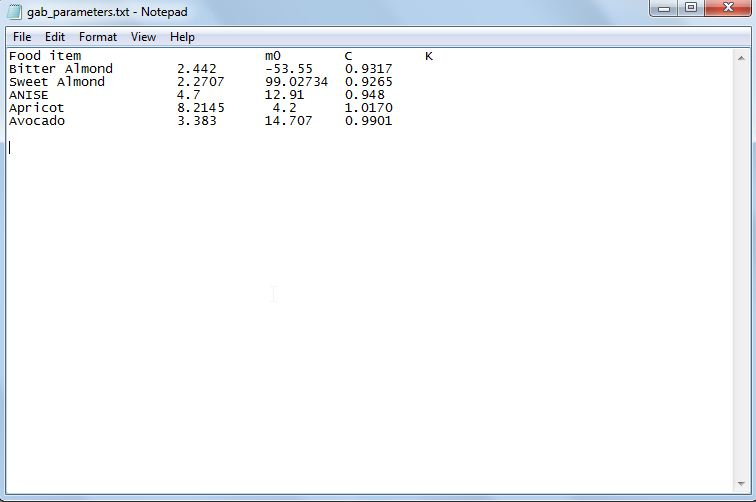 gab_parameters.txt - Notepad
File Edit Format View Help
Food item m0 C K
Bitter Almond 2.442 -53.55 0.9317
Sweet Almond 2.2707 99.02734 0.9265
ANISE 4.7 12.91 0.948
Apricot 8.2145 4.2 1.0170
Avocado 3.383 14.707 0.9901